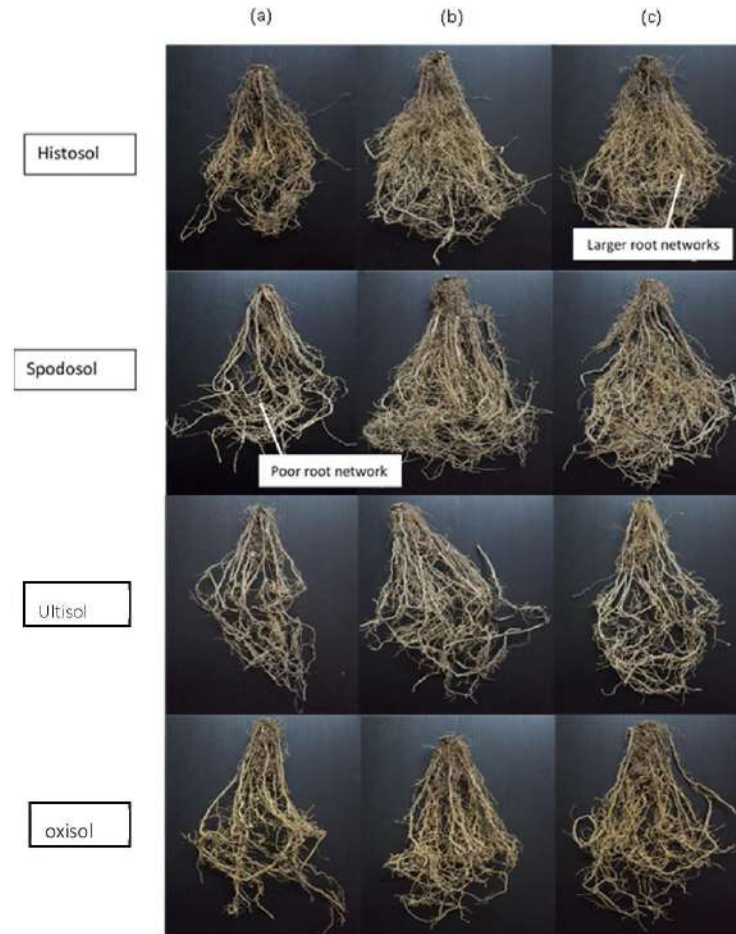 (a) (b) (c)
Histosol
Larger root networks
Spodosol
Poor root network
Ultisol
oxisol